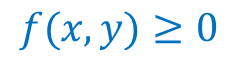 f(x, y) ≥ 0